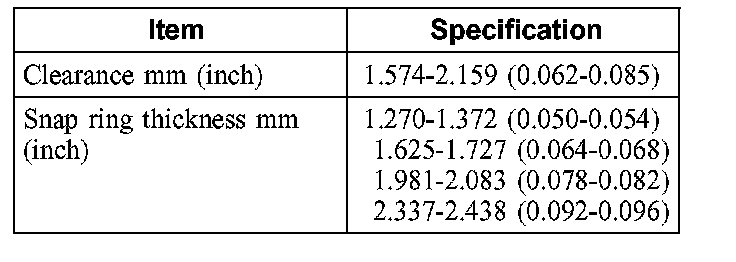 Item Specification
Clearance mm (inch) 1.574-2.159 (0.062-0.085)
Snap ring thickness mm 1.270-1.372 (0.050-0.054)
(inch) 1.625-1.727 (0.064-0.068)
1.981-2.083 (0.078-0.082)
2.337-2.438 (0.092-0.096)